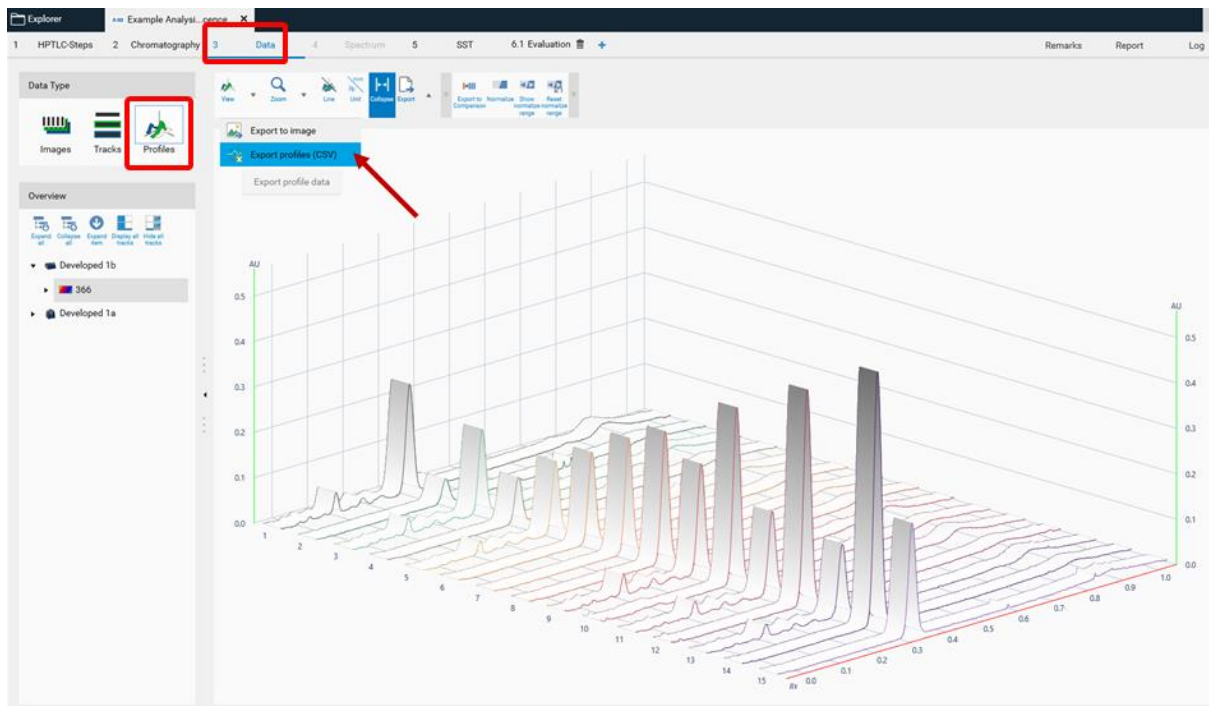 Explorer
Example Analysi...cence X
1 HPTLC-Steps 2 Chromatography 3 Data 4 Spectrum 5 SST 6.1 Evaluation +
Remarks Report Log
Data Type
Images Tracks Profiles
View Zoom Line Unit Collapse Export
Export to Comparison Normalize Show normalize range Reset normalize range
Export to image
Export profiles (CSV)
Export profile data
Overview
Expand all Collapse all Expand item Display all tracks Hide all tracks
Developed 1b
366
Developed 1a
AU
0.5
0.4
0.3
0.2
0.1
0.0
AU
0.5
0.4
0.3
0.2
0.1
0.0
1
2
3
4
5
6
7
8
9
10
11
12
13
14
15
Rx 0.0 0.1 0.2 0.3 0.4 0.5 0.6 0.7 0.8 0.9 1.0